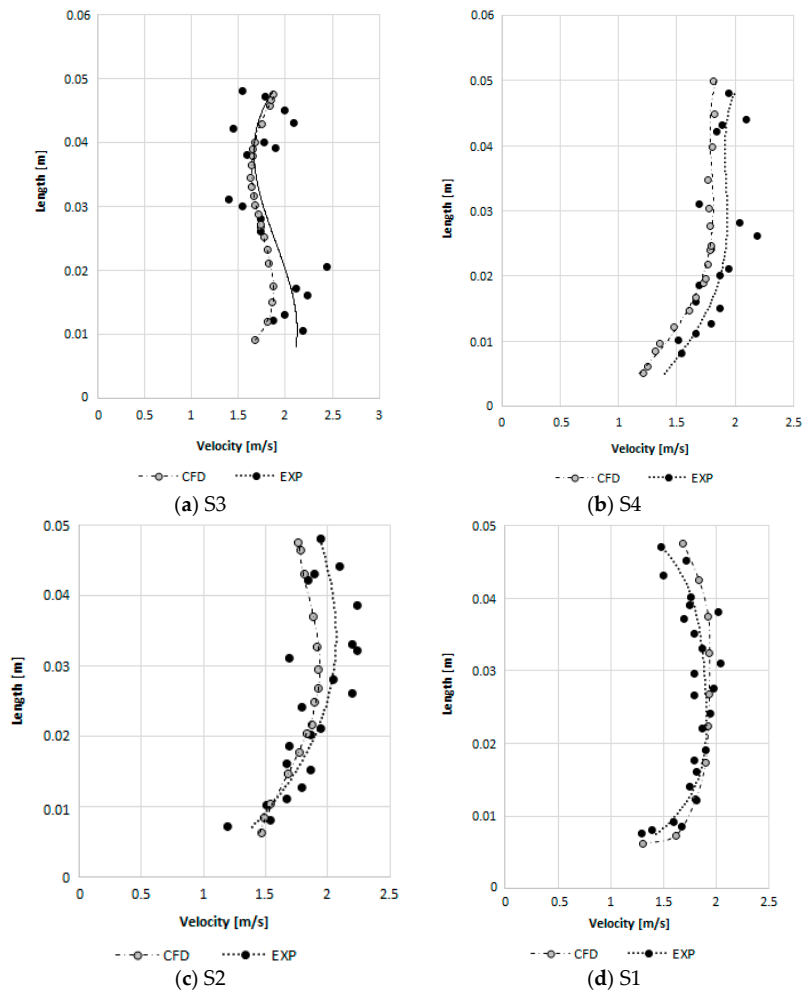 0.06
0.05
0.04
0.03
0.02
0.01
0
Length [m]
0 0.5 1 1.5 2 2.5 3
Velocity [m/s]
CFD EXP
(a) S3
0.06
0.05
0.04
0.03
0.02
0.01
0
Length [m]
0 0.5 1 1.5 2 2.5
Velocity [m/s]
CFD EXP
(b) S4
0.05
0.04
0.03
0.02
0.01
0
Length [m]
0 0.5 1 1.5 2 2.5
Velocity [m/s]
CFD EXP
(c) S2
0.05
0.04
0.03
0.02
0.01
0
Length [m]
0 0.5 1 1.5 2 2.5
Velocity [m/s]
CFD EXP
(d) S1